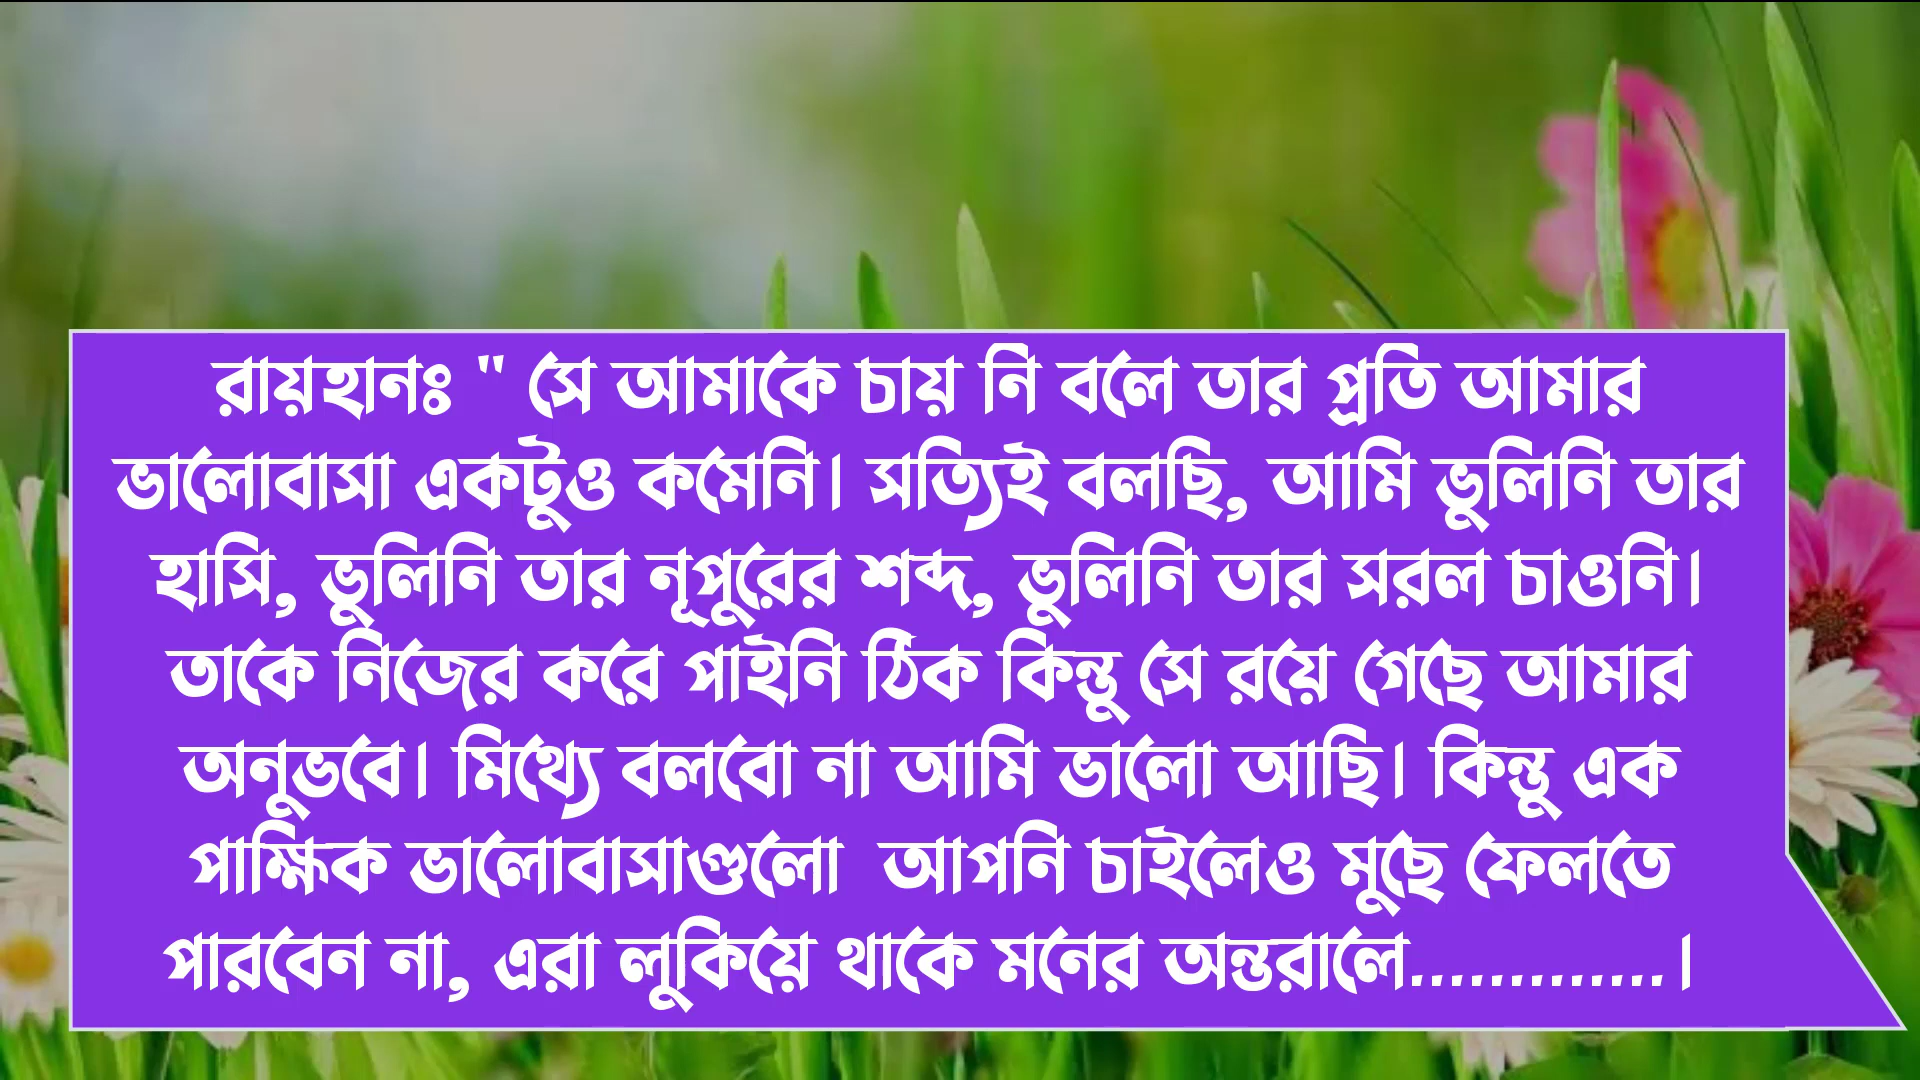 রায়হানঃ " সে আমাকে চায় নি বলে তার প্রতি আমার
ভালোবাসা একটুও কমেনি। সত্যিই বলছি, আমি ভুলিনি তার
হাসি, ভুলিনি তার নূপুরের শব্দ, ভুলিনি তার সরল চাওনি।
তাকে নিজের করে পাইনি ঠিক কিন্তু সে রয়ে গেছে আমার
অনুভবে। মিথ্যে বলবো না আমি ভালো আছি। কিন্তু এক
পাক্ষিক ভালোবাসাগুলো আপনি চাইলেও মুছে ফেলতে
পারবেন না, এরা লুকিয়ে থাকে মনের অন্তরালে.............।